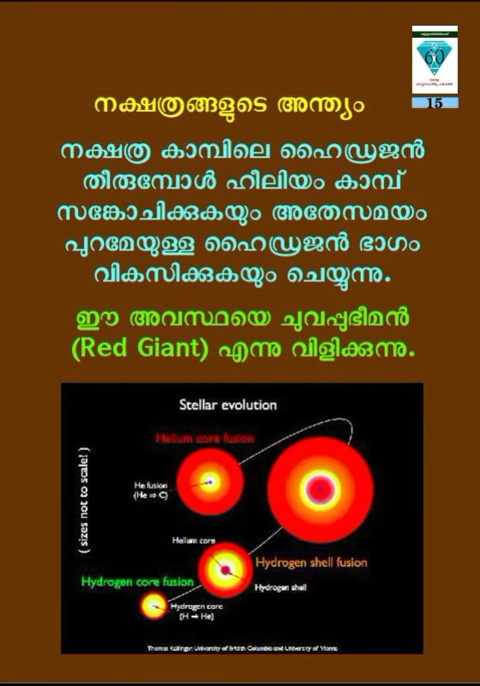 60
15
നക്ഷത്രങ്ങളുടെ അന്ത്യം
നക്ഷത്ര കാമ്പിലെ ഹൈഡ്രജൻ
തീരുമ്പോൾ ഹീലിയം കാമ്പ്
സങ്കോചിക്കുകയും അതേസമയം
പുറമേയുള്ള ഹൈഡ്രജൻ ഭാഗം
വികസിക്കുകയും ചെയ്യുന്നു.
ഈ അവസ്ഥയെ ചുവപ്പുഭീമൻ
(Red Giant) എന്നു വിളിക്കുന്നു.
Stellar evolution
Helium core fusion
( sizes not to scale! )
He fusion
(He ⇒ C)
Helium core
Hydrogen shell fusion
Hydrogen core fusion
Hydrogen shell
Hydrogen core
(H ⇒ He)
Thomas Kallinger, University of British Columbia and University of Vienna